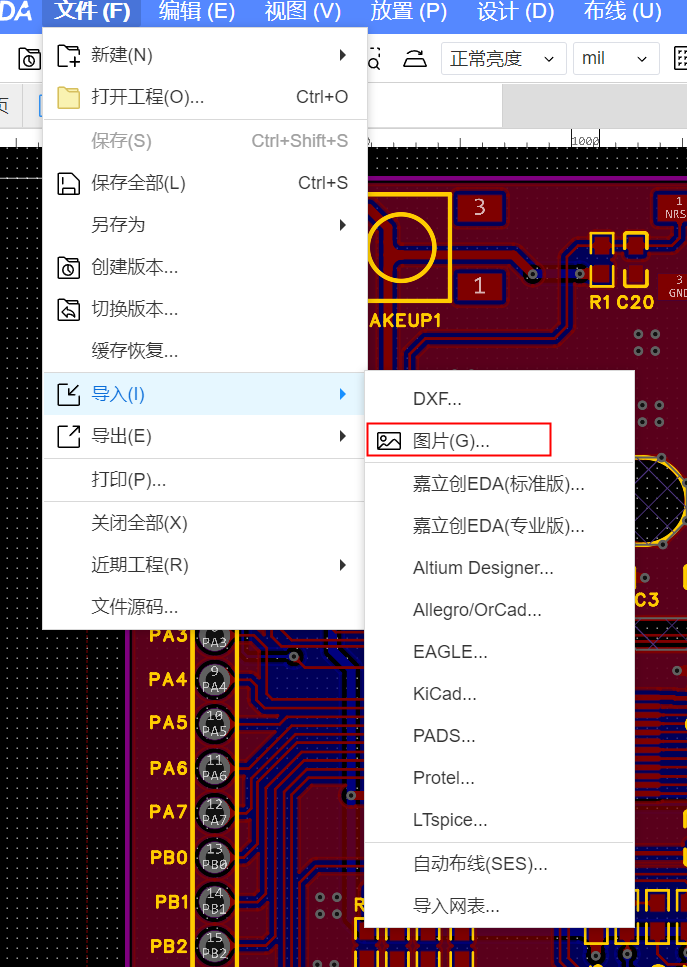 DA 文件 (F) 编辑 (E) 视图 (V) 放置 (P) 设计 (D) 布线 (U)
正常亮度 mil
页
新建(N)
打开工程(O)... Ctrl+O
保存(S) Ctrl+Shift+S
保存全部(L) Ctrl+S
另存为
创建版本...
切换版本...
缓存恢复...
导入(I)
导出(E)
打印(P)...
关闭全部(X)
近期工程(R)
文件源码...
DXF...
图片(G)...
嘉立创EDA(标准版)...
嘉立创EDA(专业版)...
Altium Designer...
Allegro/OrCad...
EAGLE...
KiCad...
PADS...
Protel...
LTspice...
自动布线(SES)...
导入网表...
1000
3
1
AKEUP1
R1 C20
1
NRS
3
GND
C3
PA3 PA3
PA4 9 PA4
PA5 10 PA5
PA6 11 PA6
PA7 12 PA7
PB0 13 PB0
PB1 14 PB1
PB2 15 PB2
R